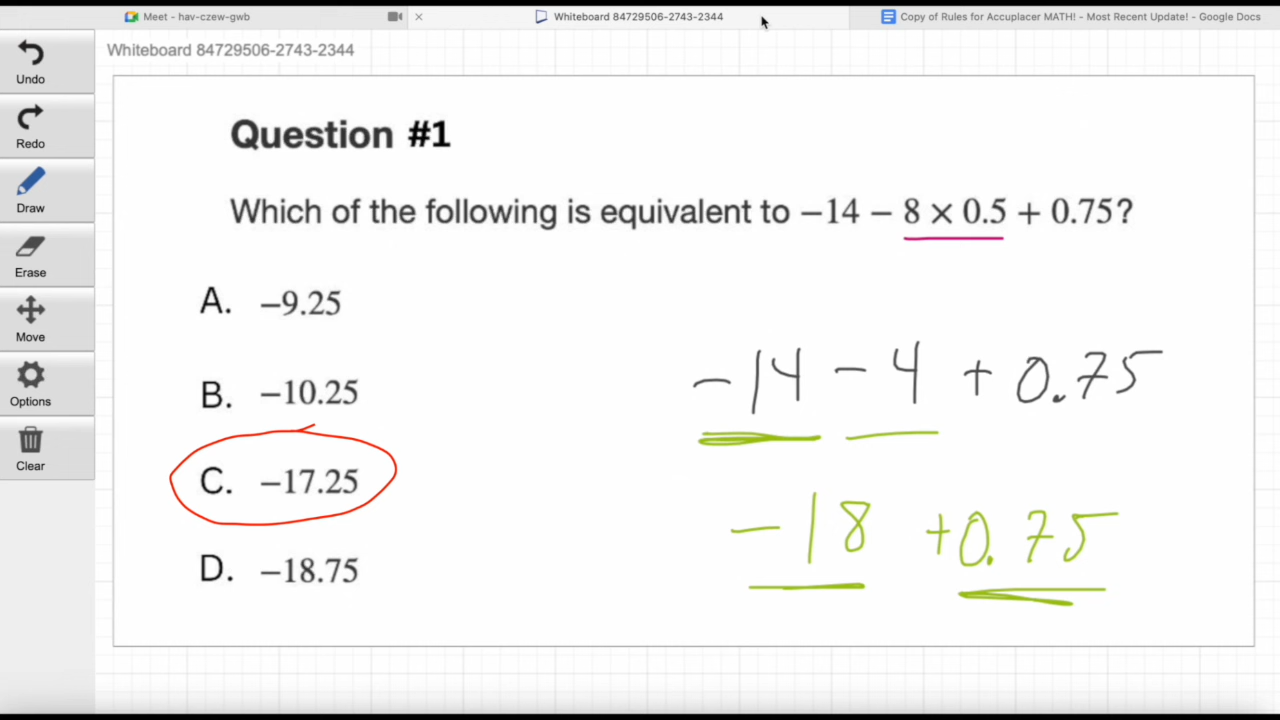 Meet - hav-czew-gwb
Whiteboard 84729506-2743-2344
Copy of Rules for Accuplacer MATH! - Most Recent Update! - Google Docs
Undo
Redo
Draw
Erase
Move
Options
Clear
Whiteboard 84729506-2743-2344
Question #1
Which of the following is equivalent to −14 − 8 × 0.5 + 0.75?
A. −9.25
B. −10.25
C. −17.25
D. −18.75
-14 - 4 + 0.75
-18 +0.75